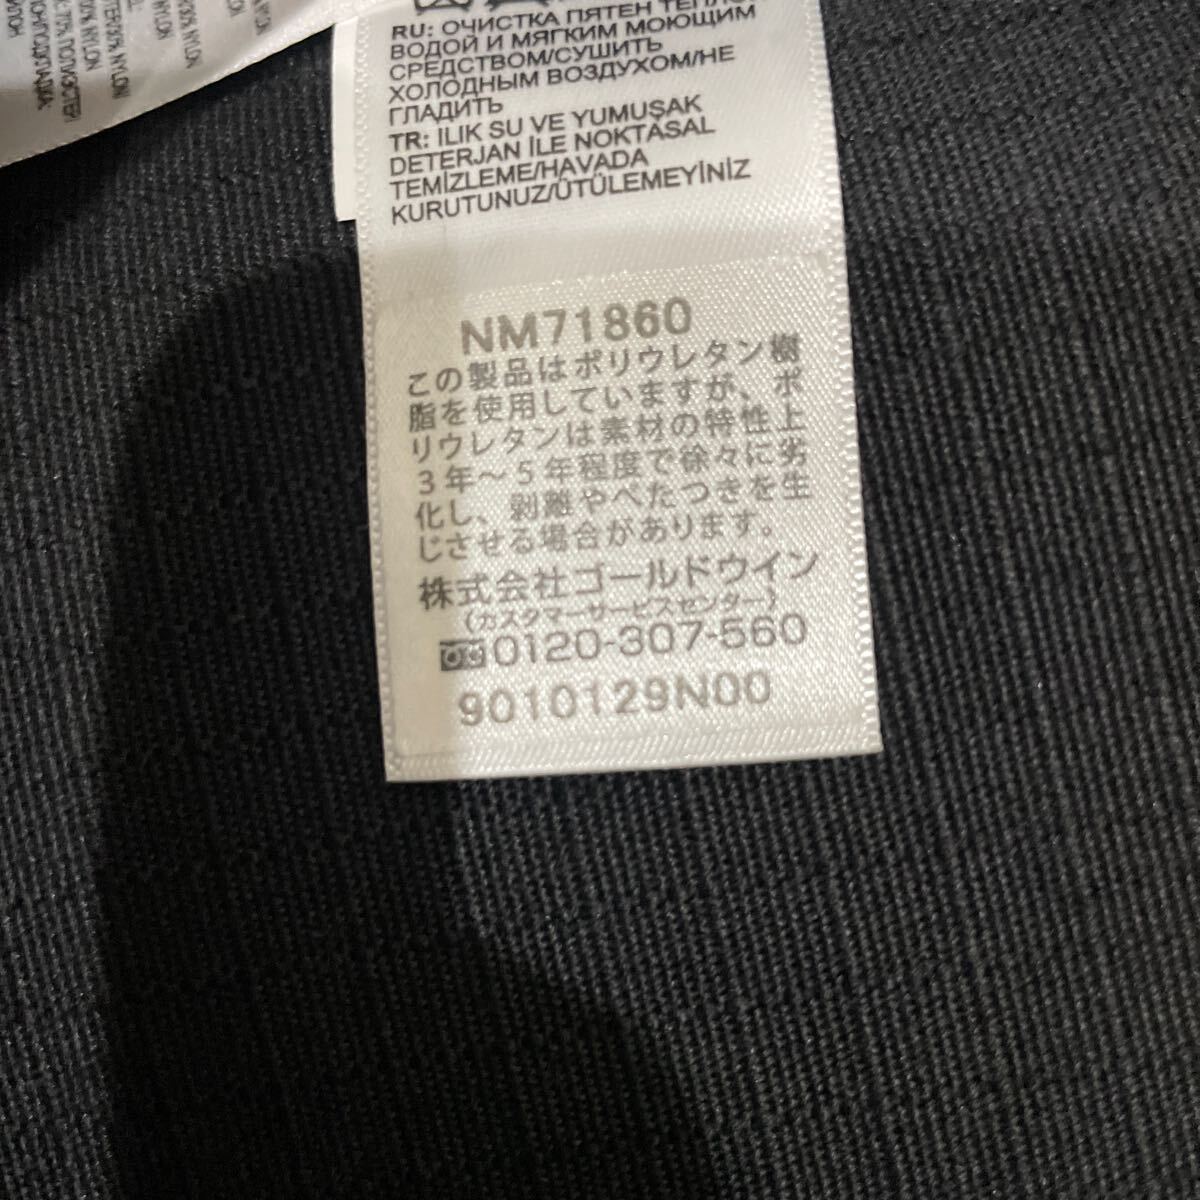 RU: ОЧИСТКА ПЯТЕН
ВОДОЙ И МЯГКИМ МОЮЩИМ
СРЕДСТВОМ/СУШИТЬ
ХОЛОДНЫМ ВОЗДУХОМ/НЕ
ГЛАДИТЬ
TR: ILIK SU VE YUMUŞAK
DETERJAN İLE NOKTASAL
TEMİZLEME/HAVADA
KURUTUNUZ/ÜTÜLEMEYİNİZ
NM71860
この製品はポリウレタン樹
脂を使用していますが、ポ
リウレタンは素材の特性上
3年～5年程度で徐々に劣
化し、剥離やべたつきを生
じさせる場合があります。
株式会社ゴールドウイン
(カスタマーサービスセンター)
0120-307-560
9010129N00